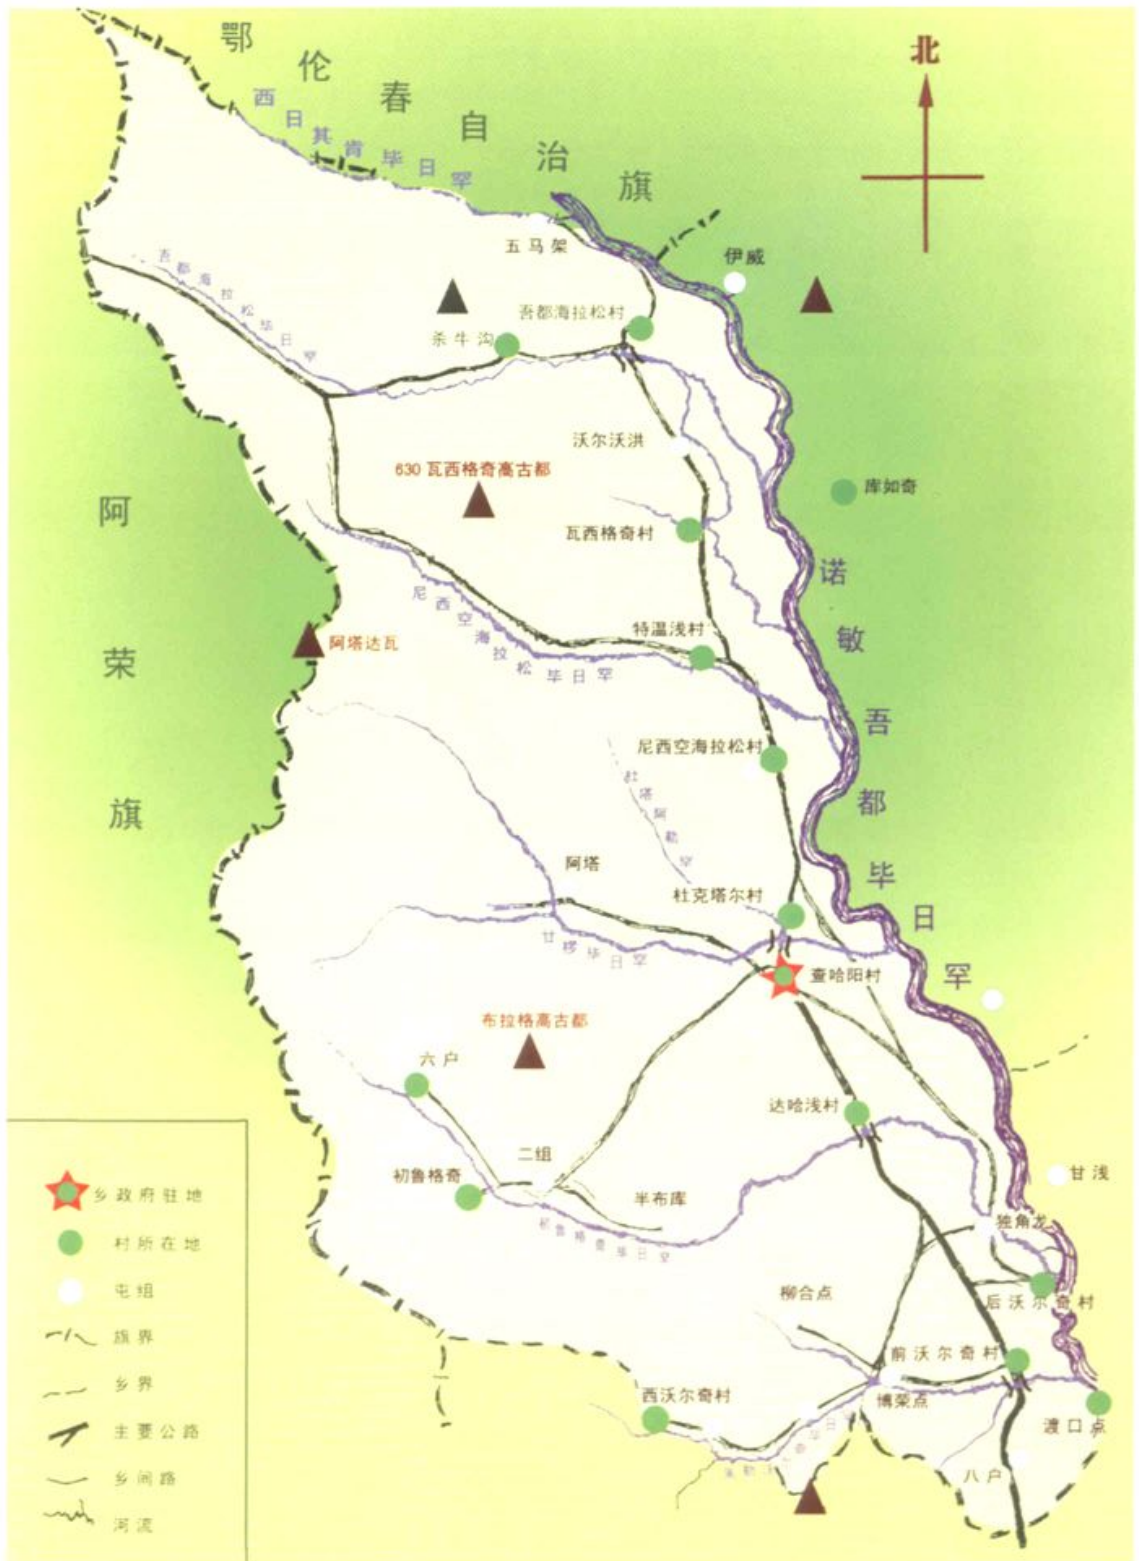 鄂伦春自治旗
北
西日其肯毕日罕
五马架
伊威
吾都海拉松毕日罕
吾都海拉松村
杀牛沟
沃尔沃洪
630 瓦西格奇高古都
库如奇
阿荣旗
瓦西格奇村
诺敏吾都毕日罕
尼西空海拉松毕日罕
特温浅村
阿塔达瓦
尼西空海拉松村
杜塔阿勒罕
阿塔
杜克塔尔村
甘栘毕日罕
查哈阳村
布拉格高古都
六户
达哈浅村
二组
初鲁格奇
半布库
甘浅
初鲁格奇毕日罕
独角龙
柳合点
后沃尔奇村
前沃尔奇村
西沃尔奇村
博荣点
渡口点
八户
乡政府驻地
村所在地
屯组
旗界
乡界
主要公路
乡间路
河流